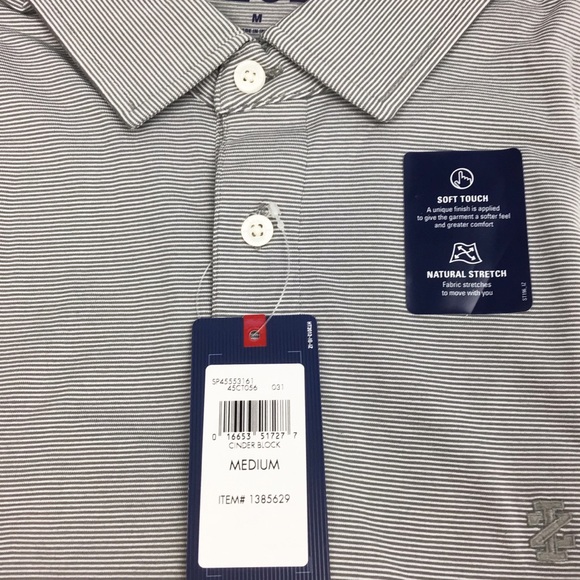 M
SOFT TOUCH
A unique finish is applied
to give the garment a softer feel
and greater comfort
NATURAL STRETCH
Fabric stretches
to move with you
SP45553161
45CT056 031
0 16653 51727 7
CINDER BLOCK
MEDIUM
ITEM# 1385629